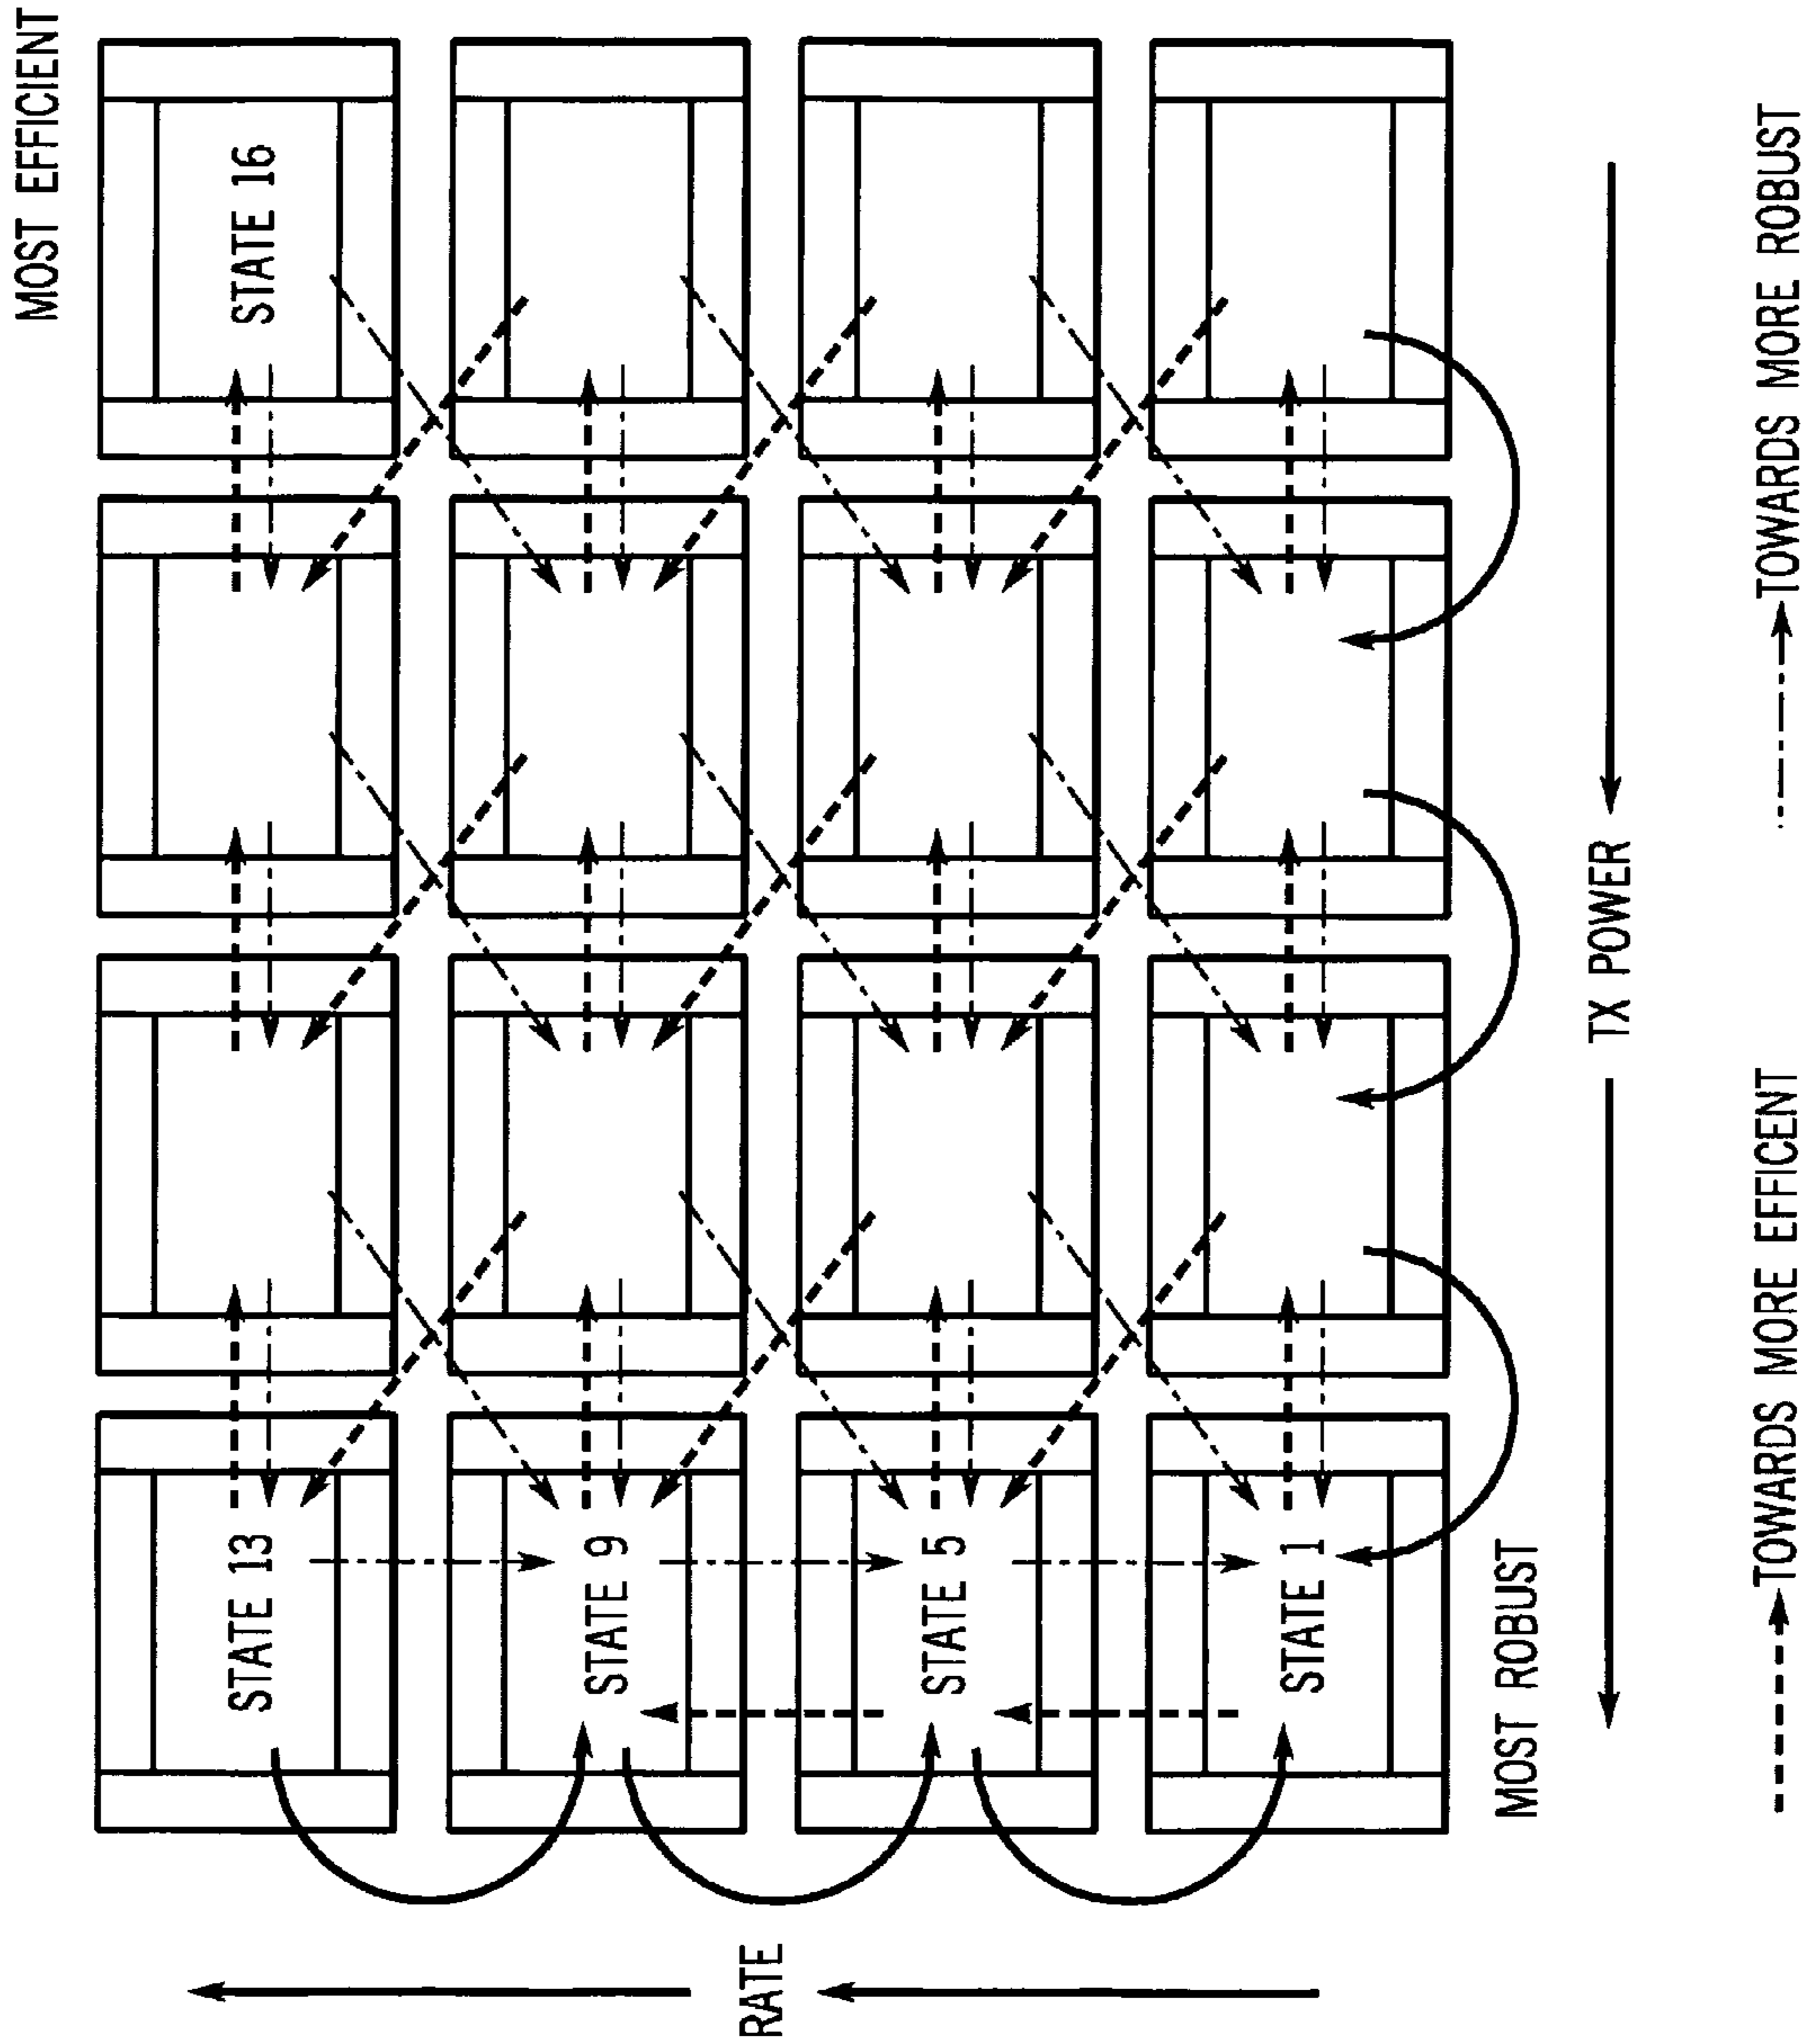 MOST EFFICIENT
STATE 13
STATE 16
STATE 9
STATE 5
STATE 1
RATE
MOST ROBUST
TX POWER
TOWARDS MORE EFFICENT
TOWARDS MORE ROBUST